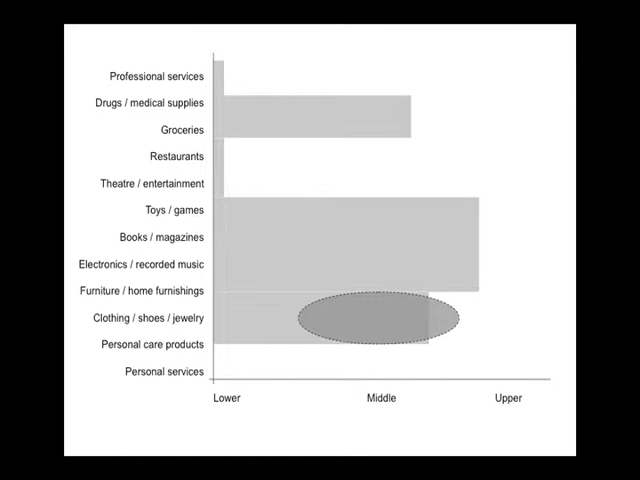 Professional services
Drugs / medical supplies
Groceries
Restaurants
Theatre / entertainment
Toys / games
Books / magazines
Electronics / recorded music
Furniture / home furnishings
Clothing / shoes / jewelry
Personal care products
Personal services
Lower Middle Upper